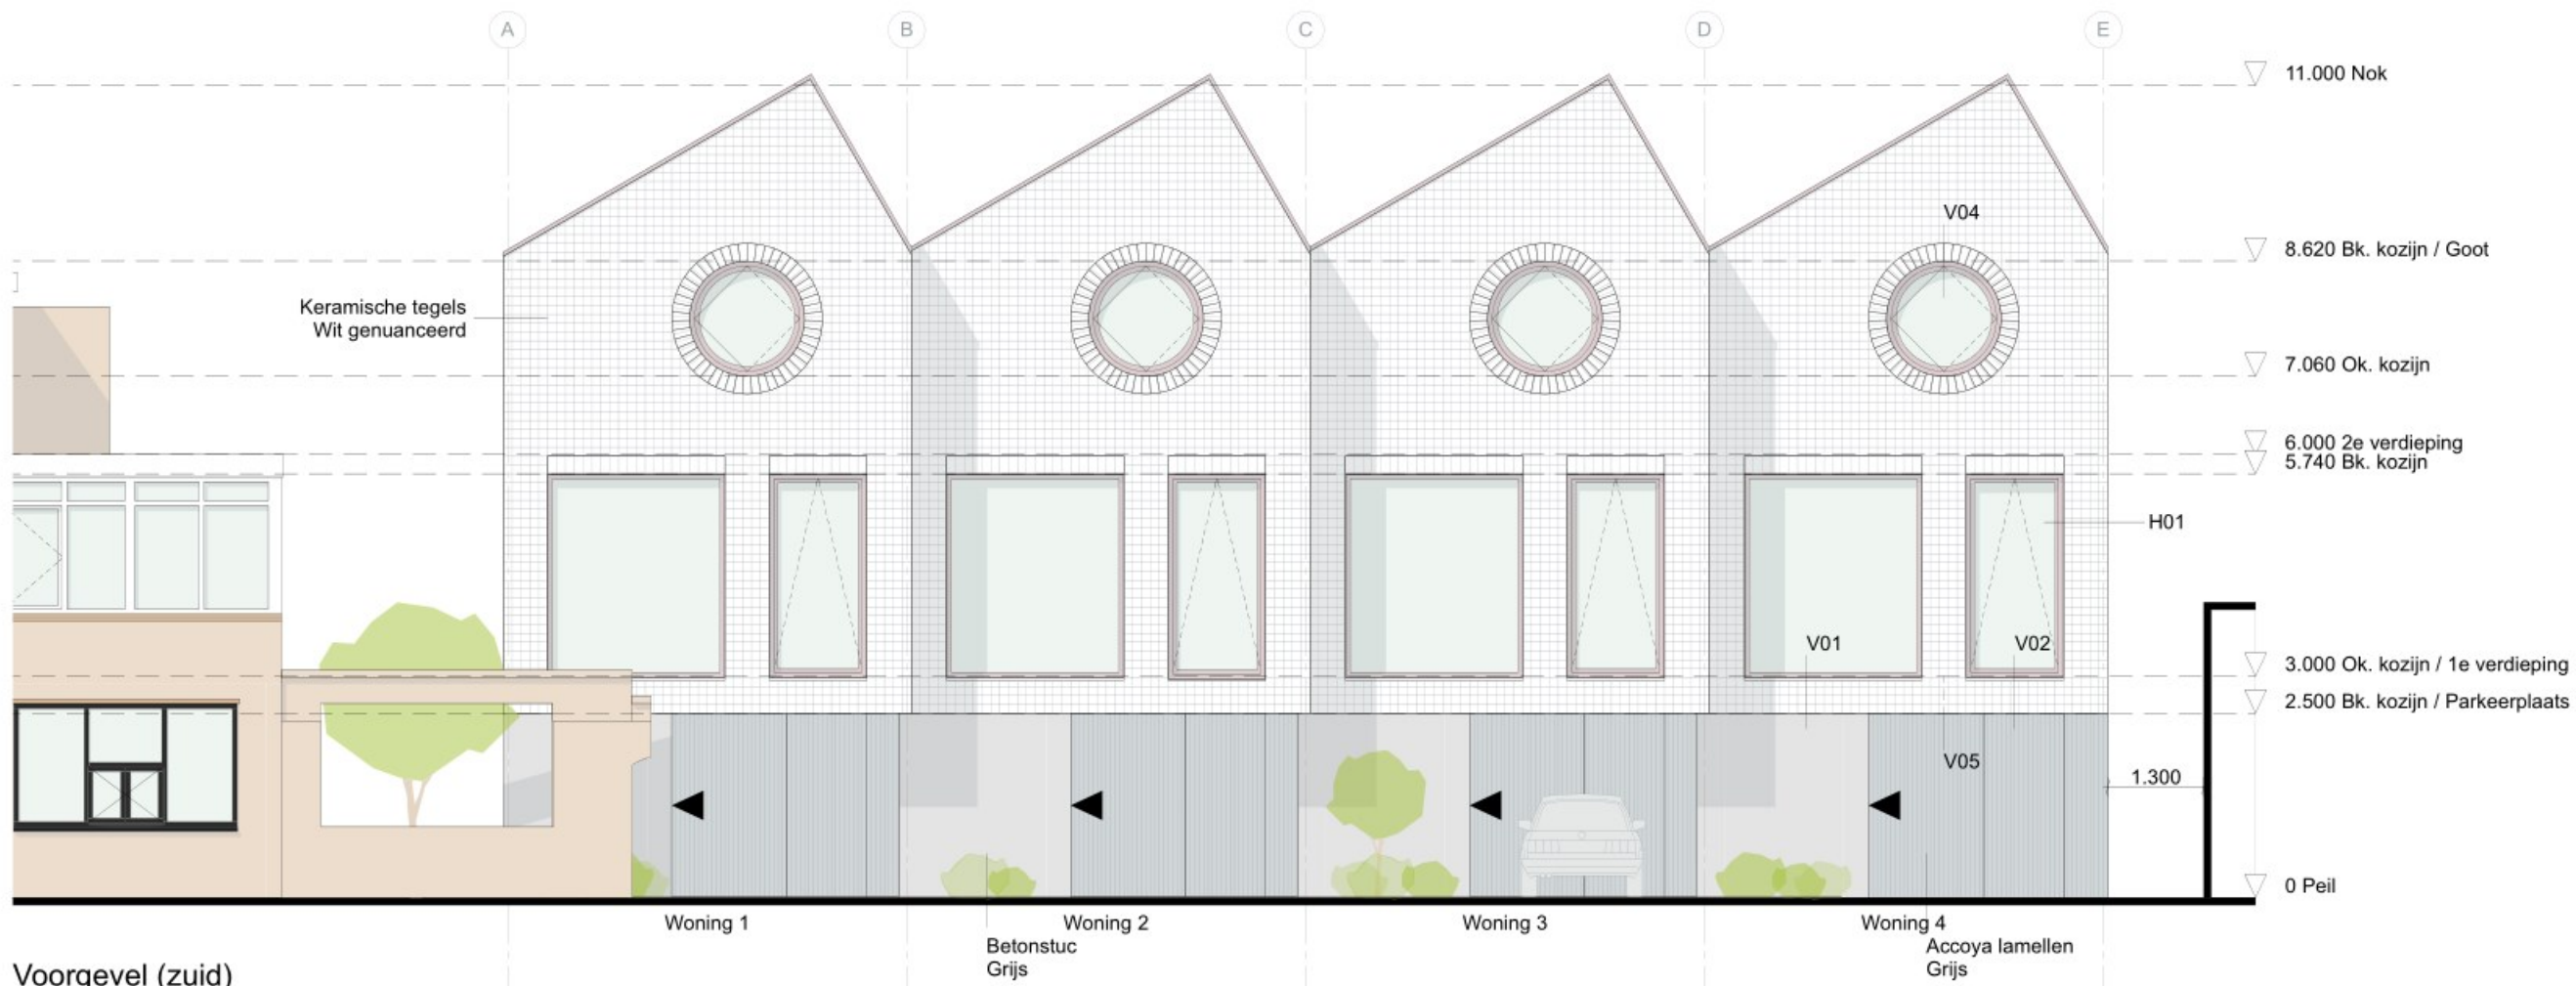 A
B
C
D
E
11.000 Nok
V04
8.620 Bk. kozijn / Goot
Keramische tegels
Wit genuanceerd
7.060 Ok. kozijn
6.000 2e verdieping
5.740 Bk. kozijn
H01
V01
V02
3.000 Ok. kozijn / 1e verdieping
2.500 Bk. kozijn / Parkeerplaats
V05
1.300
0 Peil
Woning 1
Woning 2
Woning 3
Woning 4
Betonstuc
Grijs
Accoya lamellen
Grijs
Voorgevel (zuid)